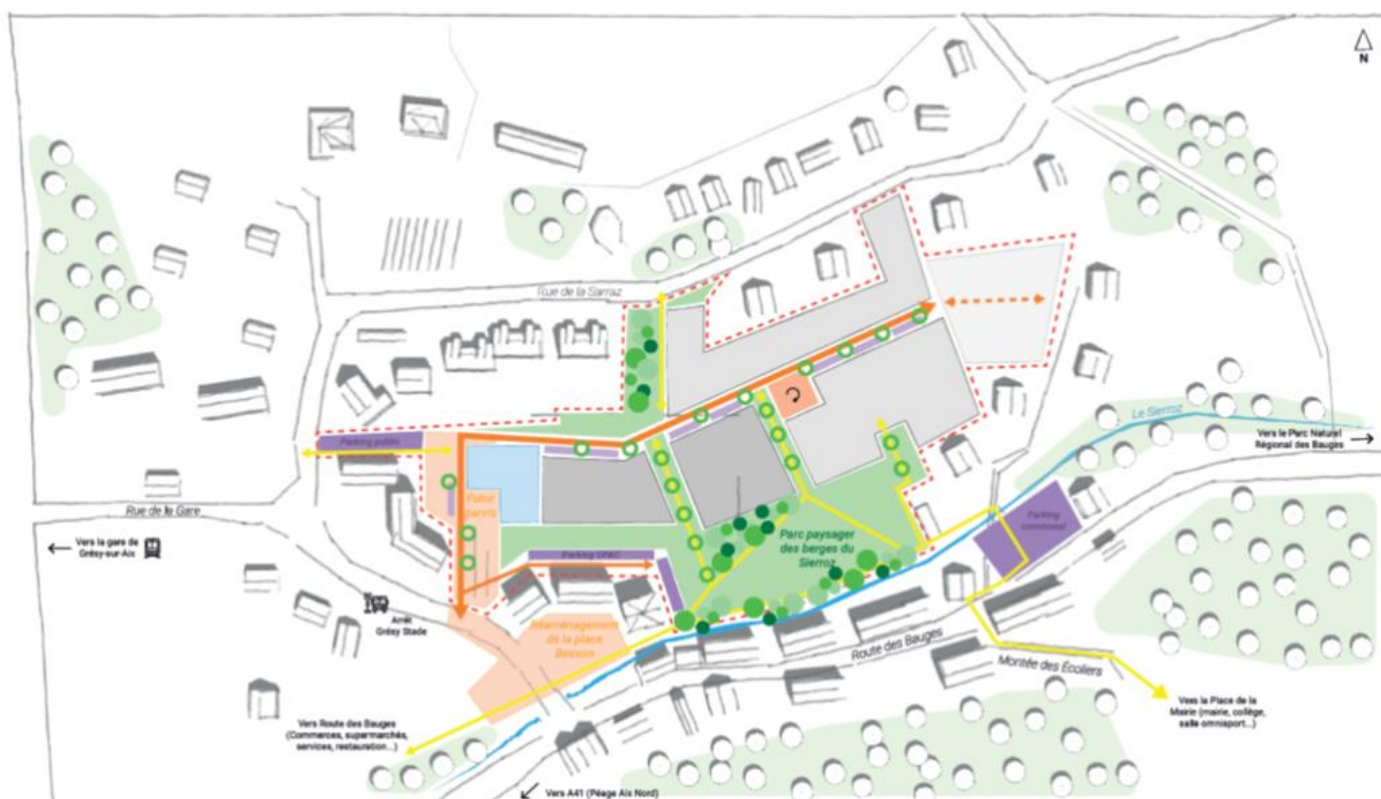 N
Rue de la Sarraz
Le Sierroz
Vers le Parc Naturel
Régional des Bauges
Parking public
Futur
parvis
Rue de la Gare
Parking communal
Vers la gare de
Grésy-sur-Aix
Parc paysager
des berges du
Sierroz
Parking OPAC
Arrêt
Grésy Stade
Réaménagement
de la place
Besson
Route des Bauges
Montée des Écoliers
Vers Route des Bauges
(Commerces, supermarchés,
services, restauration...)
Vers la Place de la
Mairie (mairie, collège,
salle omnisport...)
Vers A41 (Péage Aix Nord)